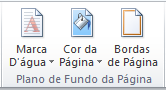 Marca Cor da Bordas
D'água Página de Página
Plano de Fundo da Página